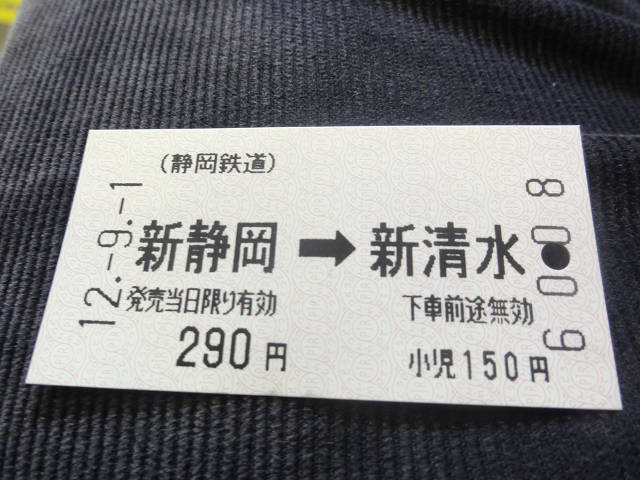 (静岡鉄道)
12.-9.-1
新静岡➡新清水
発売当日限り有効
下車前途無効
290円
小児150円